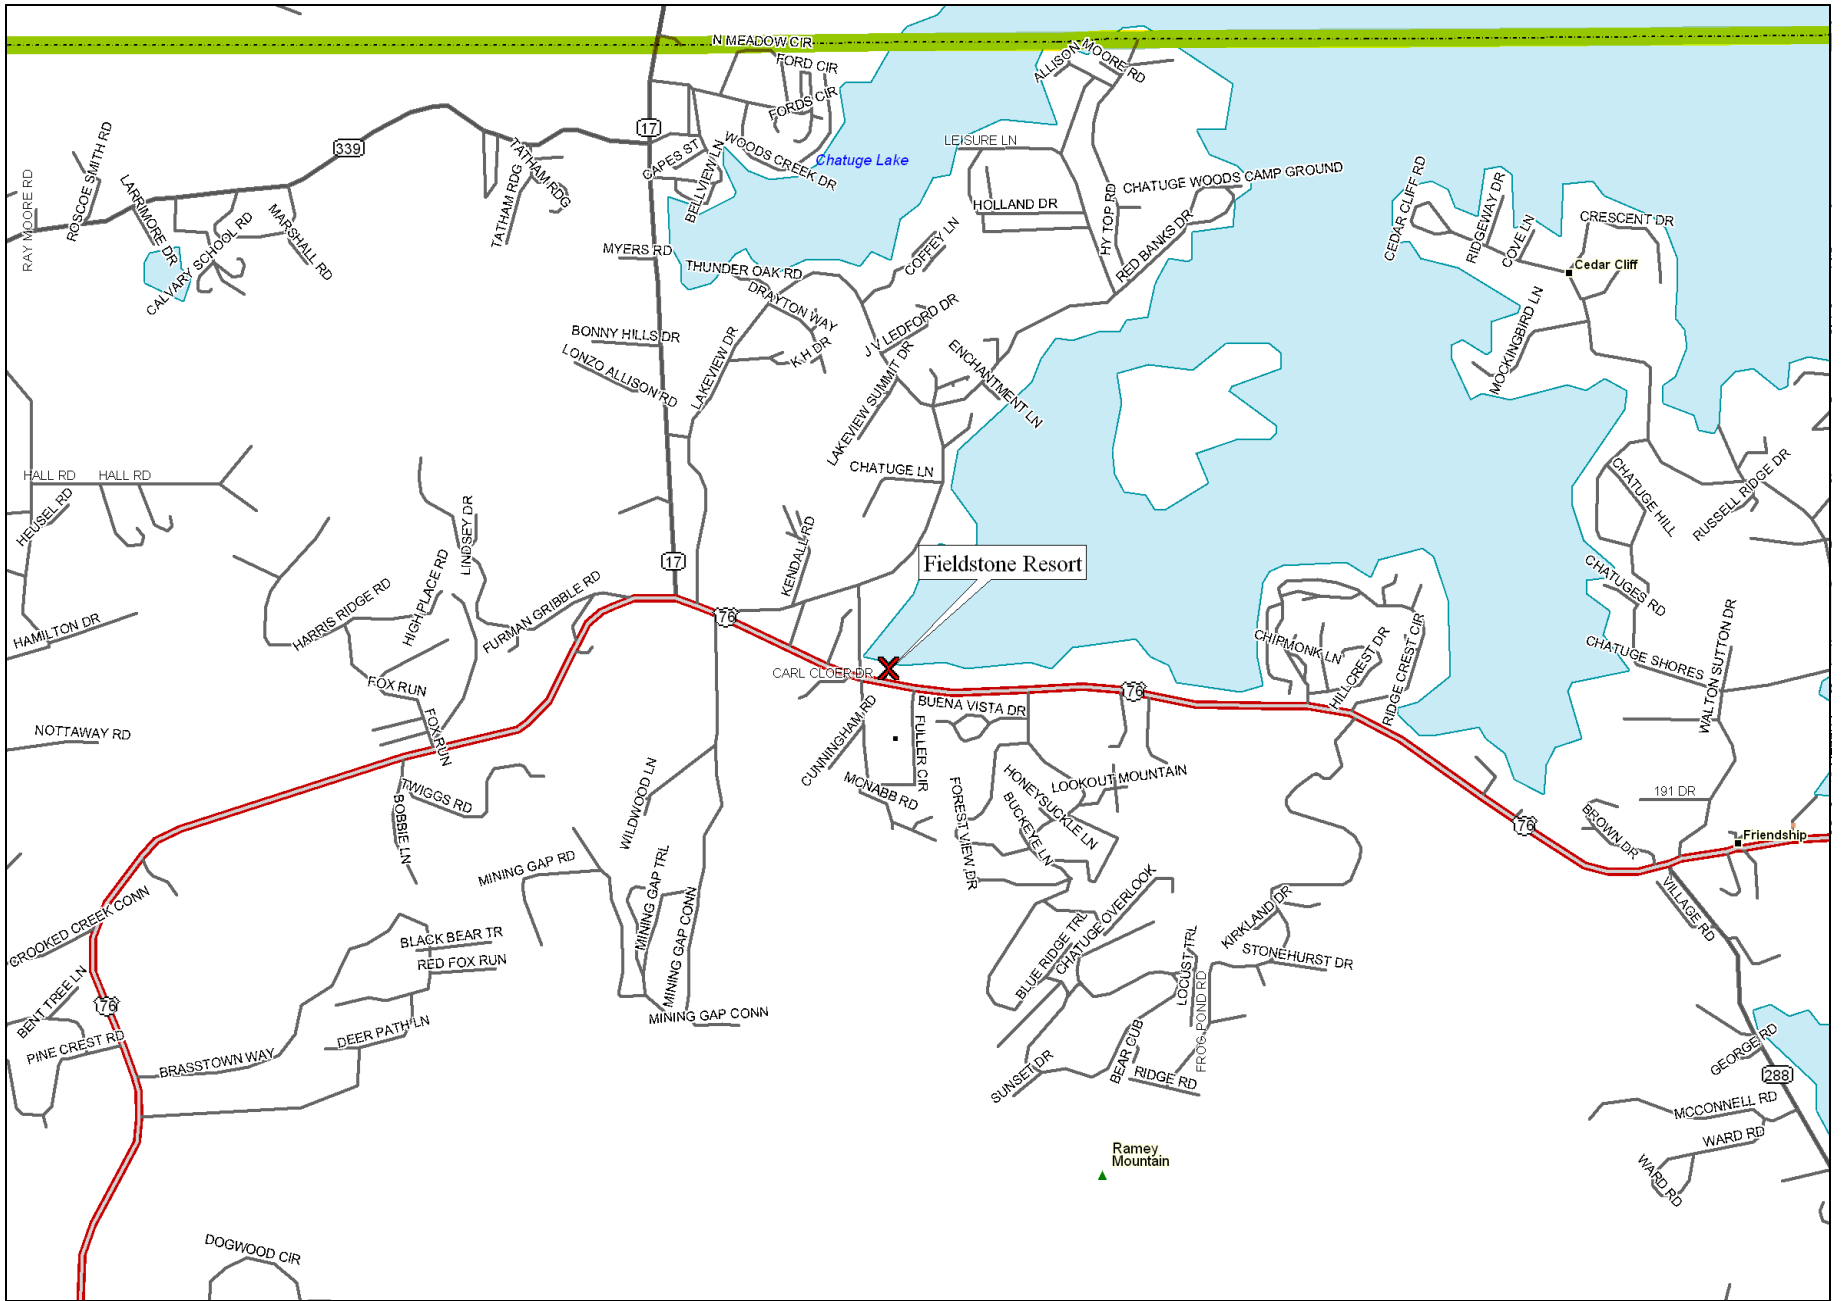 N MEADOW CIR
FORD CIR
FORDS CIR
ALLISON MOORE RD
17
339
ROSCOE SMITH RD
TATHAM RDG
TATHAM RDG
CAPES ST
WOODS CREEK DR
Chatuge Lake
LEISURE LN
RAY MOORE RD
LARRIMORE DR
BELLVIEW LN
CHATUGE WOODS CAMP GROUND
CEDAR CLIFF RD
RIDGEWAY DR
COVE LN
CRESCENT DR
MARSHALL RD
CALVARY SCHOOL RD
HOLLAND DR
HY TOP RD
RED BANKS DR
COFFEY LN
MYERS RD
THUNDER OAK RD
Cedar Cliff
DRAYTON WAY
MOCKINGBIRD LN
BONNY HILLS DR
K H DR
J V LEDFORD DR
LONZO ALLISON RD
LAKEVIEW DR
LAKEVIEW SUMMIT DR
ENCHANTMENT LN
CHATUGE LN
HALL RD
HALL RD
HEUSEL RD
LINDSEY DR
CHATUGE HILL
RUSSELL RIDGE DR
KENDALL RD
17
Fieldstone Resort
HIGH PLACE RD
HARRIS RIDGE RD
FURMAN GRIBBLE RD
CHATUGES RD
HAMILTON DR
76
CHIPMONK LN
HILLCREST DR
RIDGE CREST CIR
CHATUGE SHORES
WALTON SUTTON DR
CARL CLOER DR
X
FOX RUN
FOX RUN
76
CUNNINGHAM RD
FULLER CIR
BUENA VISTA DR
NOTTAWAY RD
WILDWOOD LN
MCNABB RD
LOOKOUT MOUNTAIN
HONEYSUCKLE LN
BUCKEYE LN
FOREST VIEW DR
TWIGGS RD
BOBBIE LN
191 DR
BROWN DR
76
Friendship
MINING GAP RD
MINING GAP TRL
MINING GAP CONN
MINING GAP CONN
VILLAGE RD
CROOKED CREEK CONN
BLACK BEAR TR
RED FOX RUN
BLUE RIDGE TRL
CHATUGE OVERLOOK
KIRKLAND DR
STONEHURST DR
LOCUST TRL
FROG POND RD
BENT TREE LN
76
PINE CREST RD
BRASSTOWN WAY
DEER PATH LN
SUNSET DR
BEAR CUB
RIDGE RD
GEORGE RD
288
MCCONNELL RD
WARD RD
WARD RD
Ramey
Mountain
DOGWOOD CIR